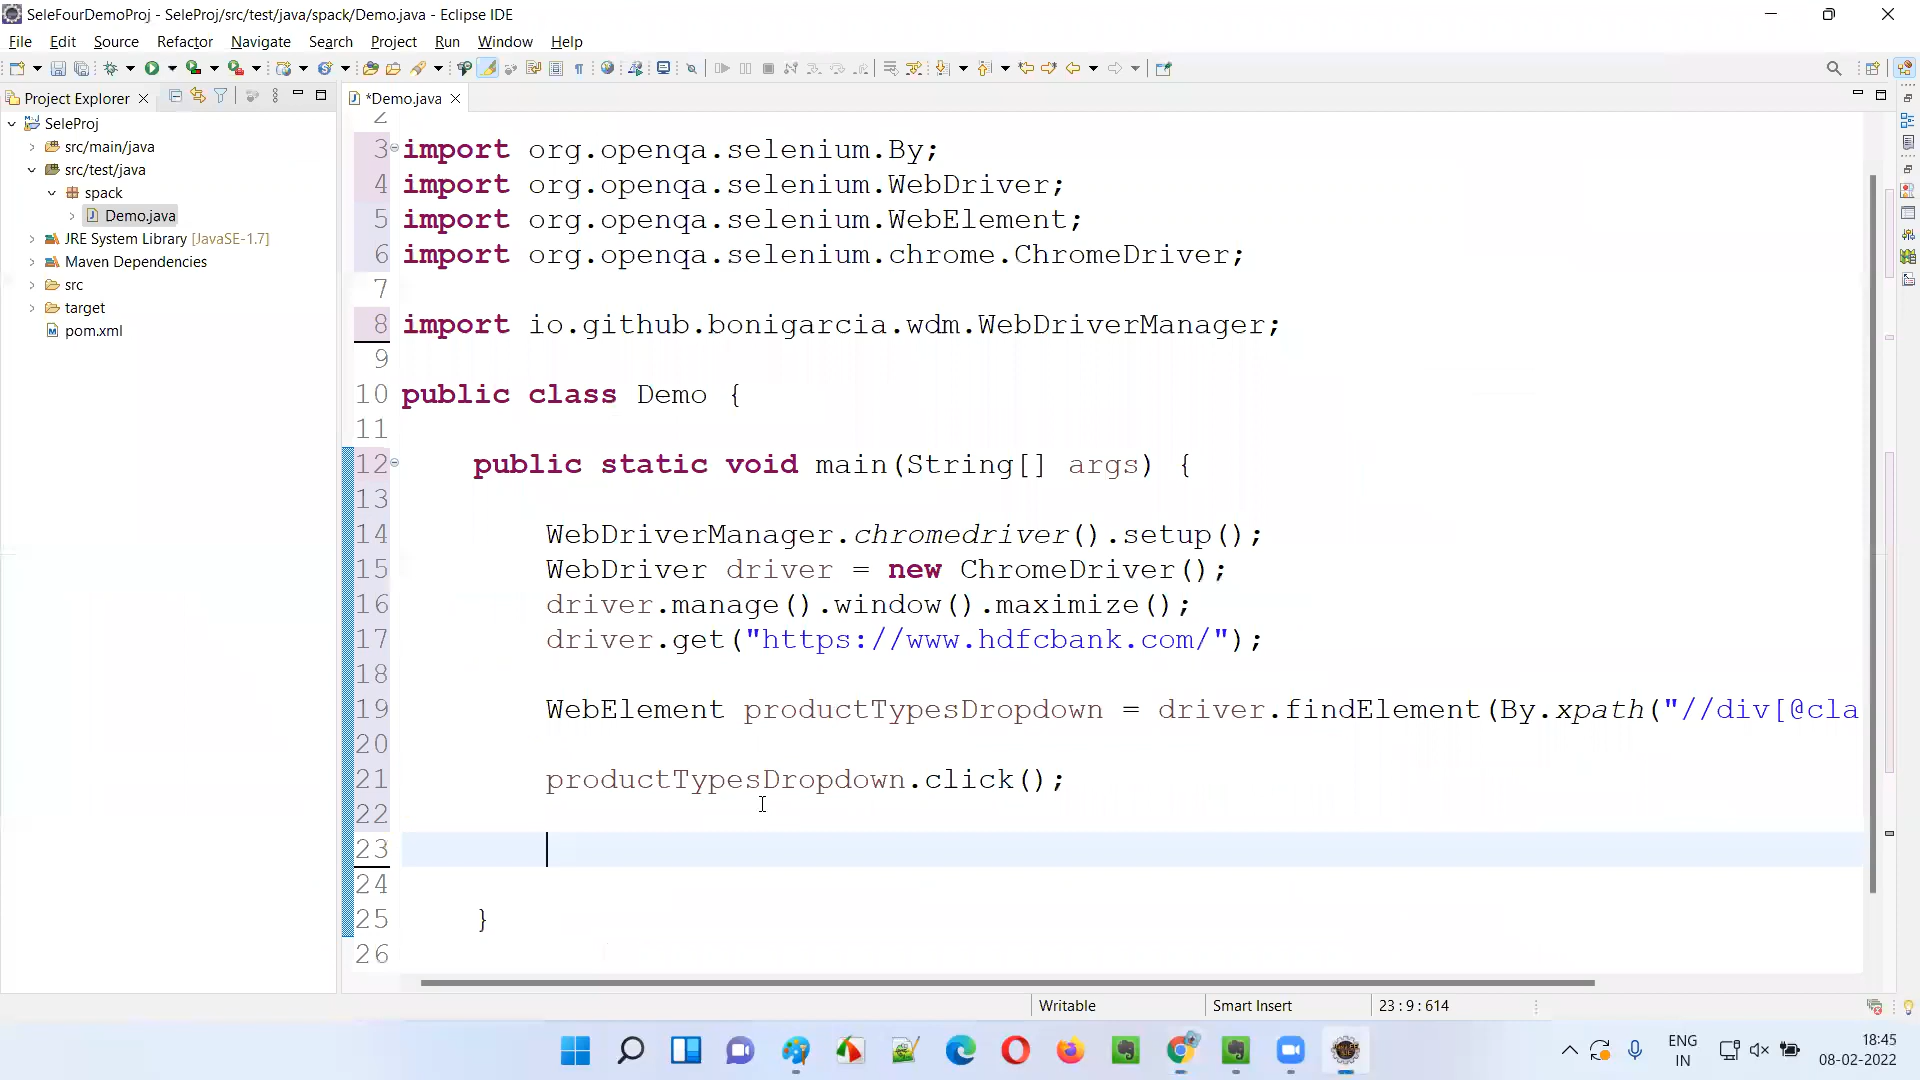 SeleFourDemoProj - SeleProj/src/test/java/spack/Demo.java - Eclipse IDE
File Edit Source Refactor Navigate Search Project Run Window Help
Project Explorer
*Demo.java
SeleProj
src/main/java
src/test/java
spack
Demo.java
JRE System Library [JavaSE-1.7]
Maven Dependencies
src
target
pom.xml
2
3 import org.openqa.selenium.By;
4 import org.openqa.selenium.WebDriver;
5 import org.openqa.selenium.WebElement;
6 import org.openqa.selenium.chrome.ChromeDriver;
7
8 import io.github.bonigarcia.wdm.WebDriverManager;
9
10 public class Demo {
11
12 public static void main(String[] args) {
13
14 WebDriverManager.chromedriver().setup();
15 WebDriver driver = new ChromeDriver();
16 driver.manage().window().maximize();
17 driver.get("https://www.hdfcbank.com/");
18
19 WebElement productTypesDropdown = driver.findElement(By.xpath("//div[@cla
20
21 productTypesDropdown.click();
22
23
24
25 }
26
Writable Smart Insert 23 : 9 : 614
ENG
IN
18:45
08-02-2022